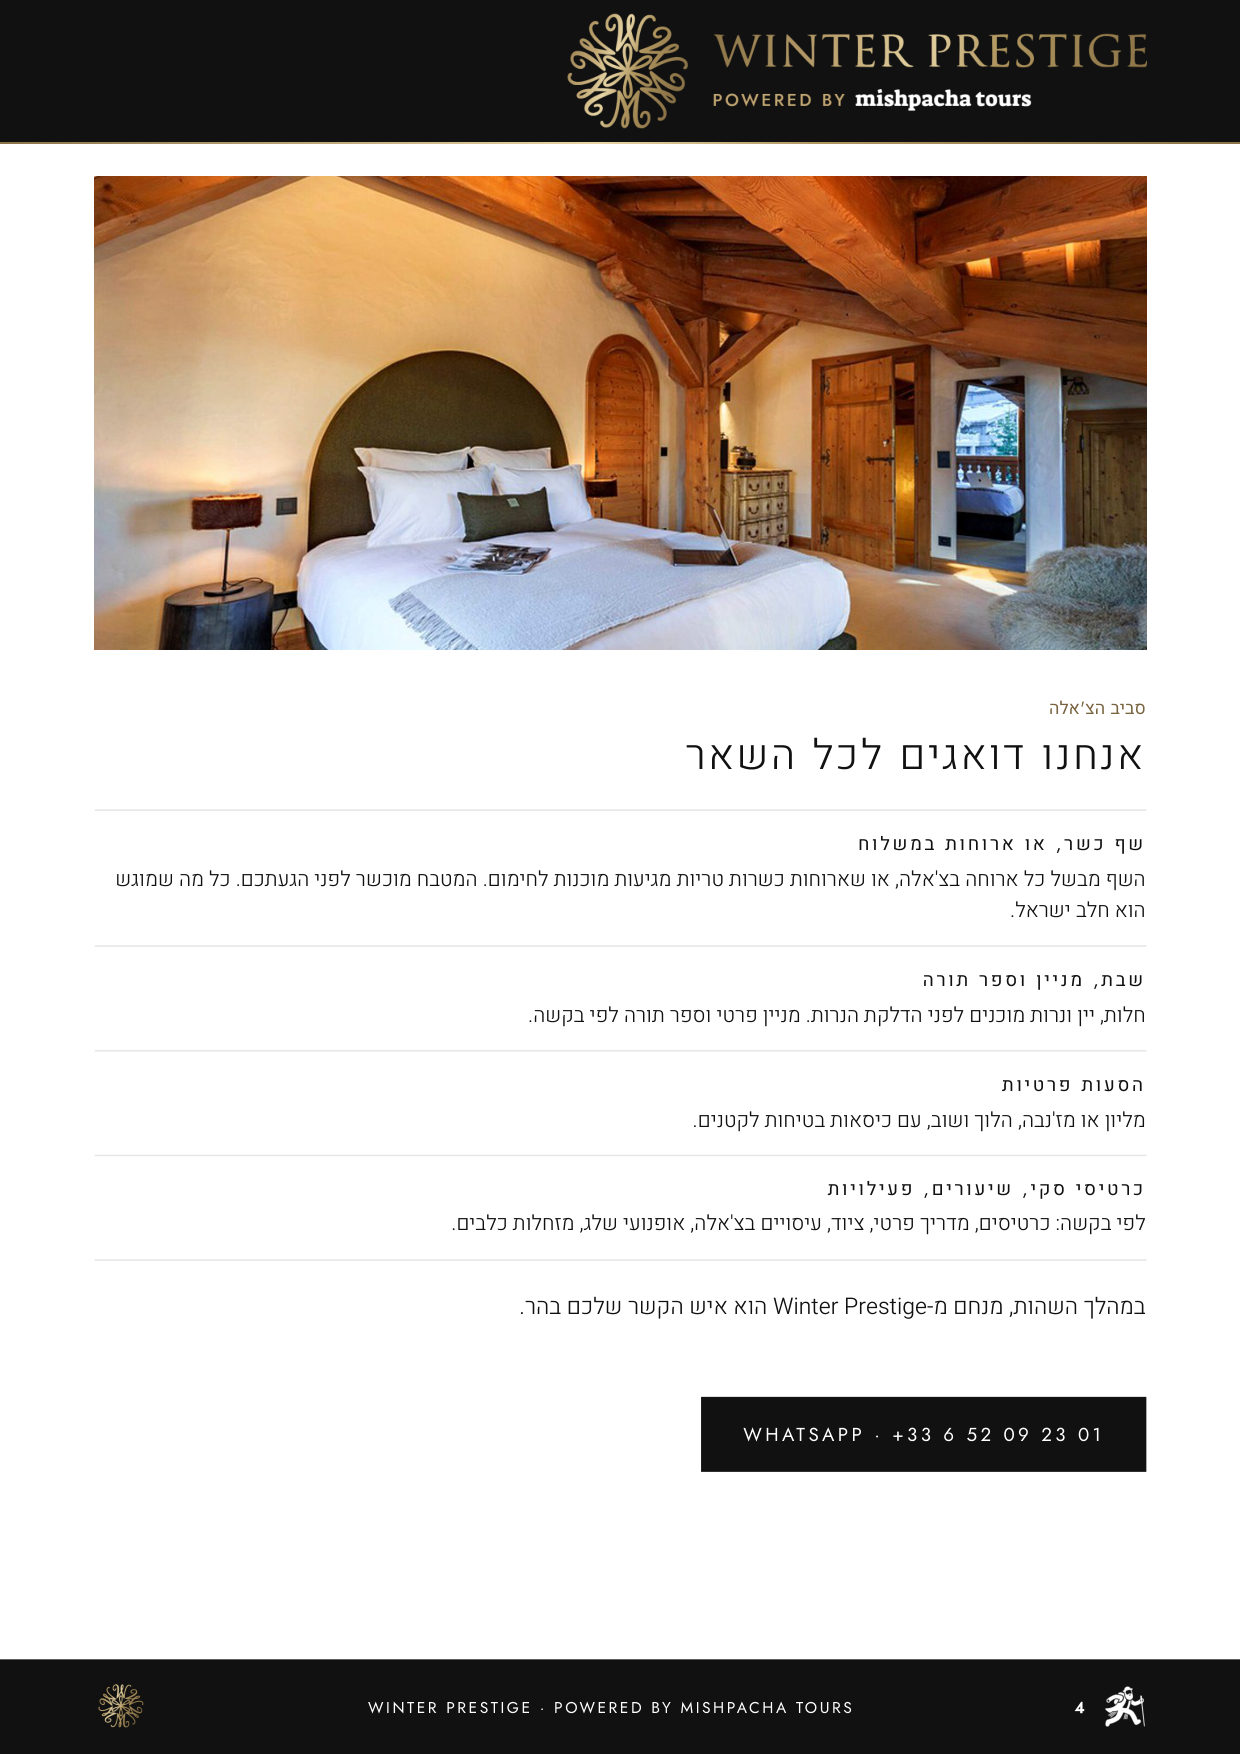 WINTER PRESTIGE
POWERED BY mishpacha tours
סביב הצ'אלה
אנחנו דואגים לכל השאר
שף כשר, או ארוחות במשלוח
השף מבשל כל ארוחה בצ'אלה, או שארוחות כשרות טריות מגיעות מוכנות לחימום. המטבח מוכשר לפני הגעתכם. כל מה שמוגש
הוא חלב ישראל.
שבת, מניין וספר תורה
חלות, יין ונרות מוכנים לפני הדלקת הנרות. מניין פרטי וספר תורה לפי בקשה.
הסעות פרטיות
מליון או מז'נבה, הלוך ושוב, עם כיסאות בטיחות לקטנים.
כרטיסי סקי, שיעורים, פעילויות
לפי בקשה: כרטיסים, מדריך פרטי, ציוד, עיסויים בצ'אלה, אופנועי שלג, מזחלות כלבים.
במהלך השהות, מנחם מ-Winter Prestige הוא איש הקשר שלכם בהר.
WHATSAPP · +33 6 52 09 23 01
WINTER PRESTIGE · POWERED BY MISHPACHA TOURS
4